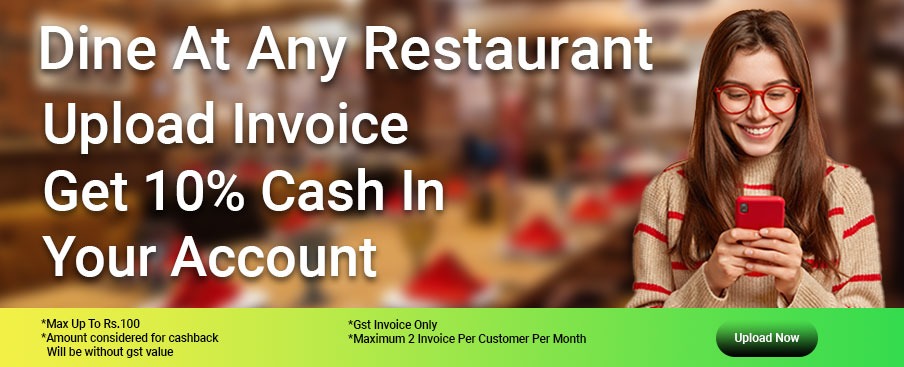 Dine At Any Restaurant
Upload Invoice
Get 10% Cash In
Your Account
*Max Up To Rs.100
*Amount considered for cashback
Will be without gst value
*Gst Invoice Only
*Maximum 2 Invoice Per Customer Per Month
Upload Now